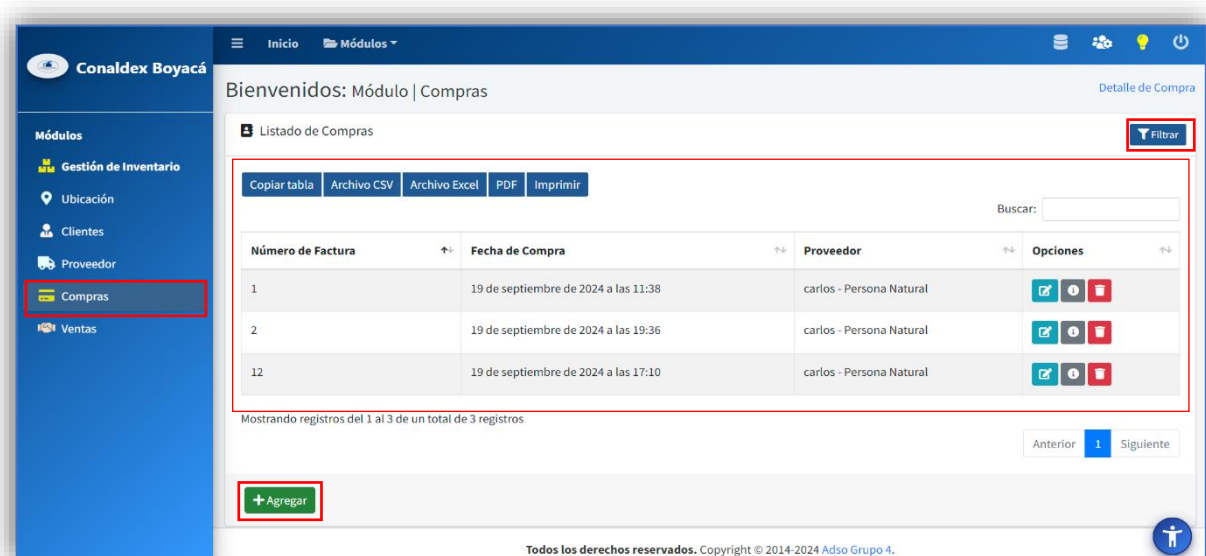 Conaldex Boyacá
Inicio Módulos
Bienvenidos: Módulo | Compras
Detalle de Compra
Módulos
Gestión de Inventario
Ubicación
Clientes
Proveedor
Compras
Ventas
Listado de Compras
Filtrar
Copiar tabla Archivo CSV Archivo Excel PDF Imprimir
Buscar:
Número de Factura Fecha de Compra Proveedor Opciones
1 19 de septiembre de 2024 a las 11:38 carlos - Persona Natural
2 19 de septiembre de 2024 a las 19:36 carlos - Persona Natural
12 19 de septiembre de 2024 a las 17:10 carlos - Persona Natural
Mostrando registros del 1 al 3 de un total de 3 registros
Anterior 1 Siguiente
Agregar
Todos los derechos reservados. Copyright © 2014-2024 Adso Grupo 4.